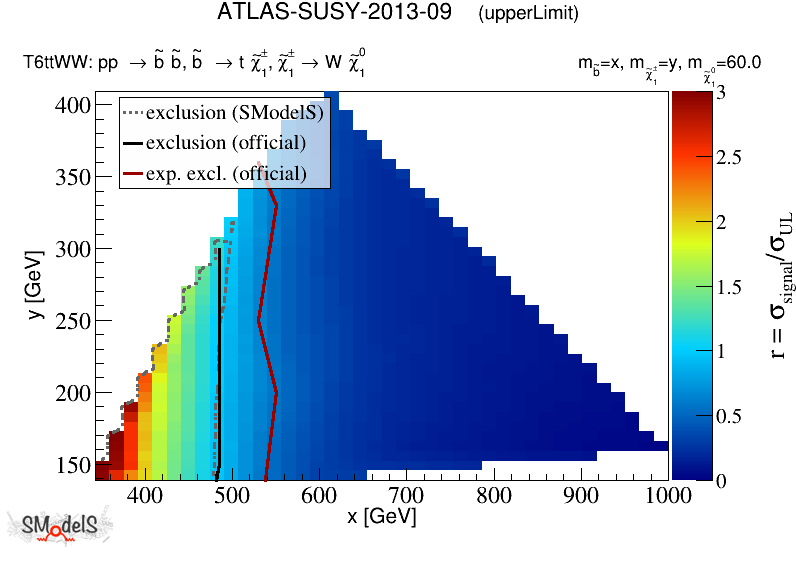 ATLAS-SUSY-2013-09 (upperLimit)
T6ttWW: pp → b̃ b̃, b̃ → t χ̃₁±, χ̃₁± → W χ̃₁⁰
m_b̃=x, m_χ̃₁±=y, m_χ̃₁⁰=60.0
exclusion (SModelS)
exclusion (official)
exp. excl. (official)
400
350
300
250
200
150
y [GeV]
400 500 600 700 800 900 1000
x [GeV]
3
2.5
2
1.5
1
0.5
0
r = σ_signal/σ_UL
SModelS